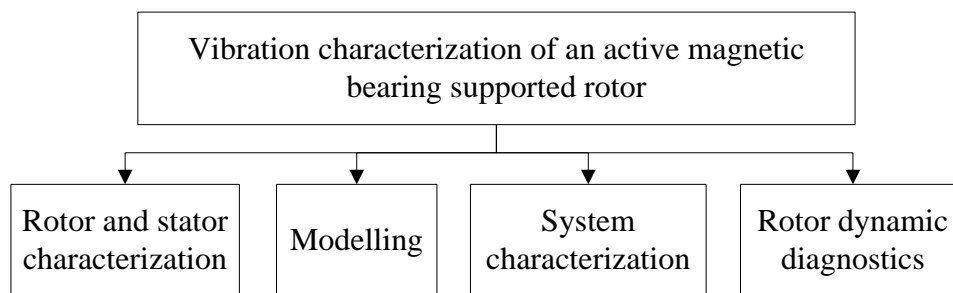 Vibration characterization of an active magnetic
bearing supported rotor
Rotor and stator
characterization
Modelling
System
characterization
Rotor dynamic
diagnostics